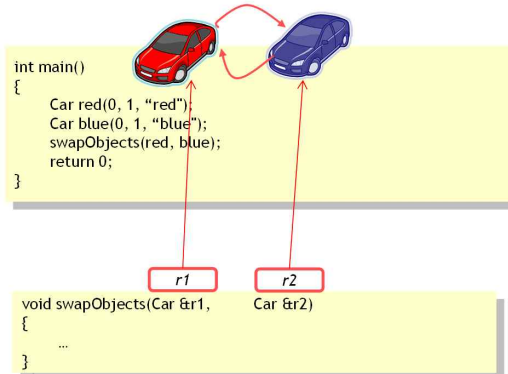 int main()
{
Car red(0, 1, “red");
Car blue(0, 1, “blue");
swapObjects(red, blue);
return 0;
}
r1 r2
void swapObjects(Car &r1, Car &r2)
{
...
}